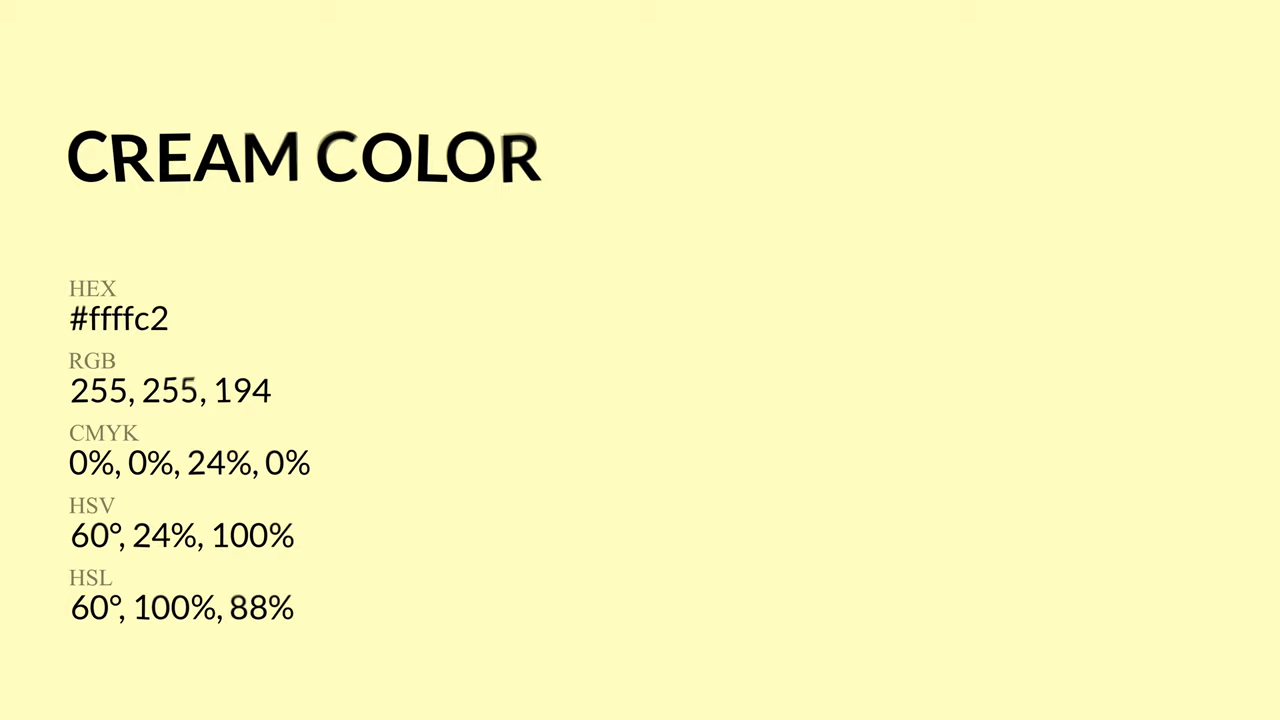 CREAM COLOR
HEX
#ffffc2
RGB
255, 255, 194
CMYK
0%, 0%, 24%, 0%
HSV
60°, 24%, 100%
HSL
60°, 100%, 88%